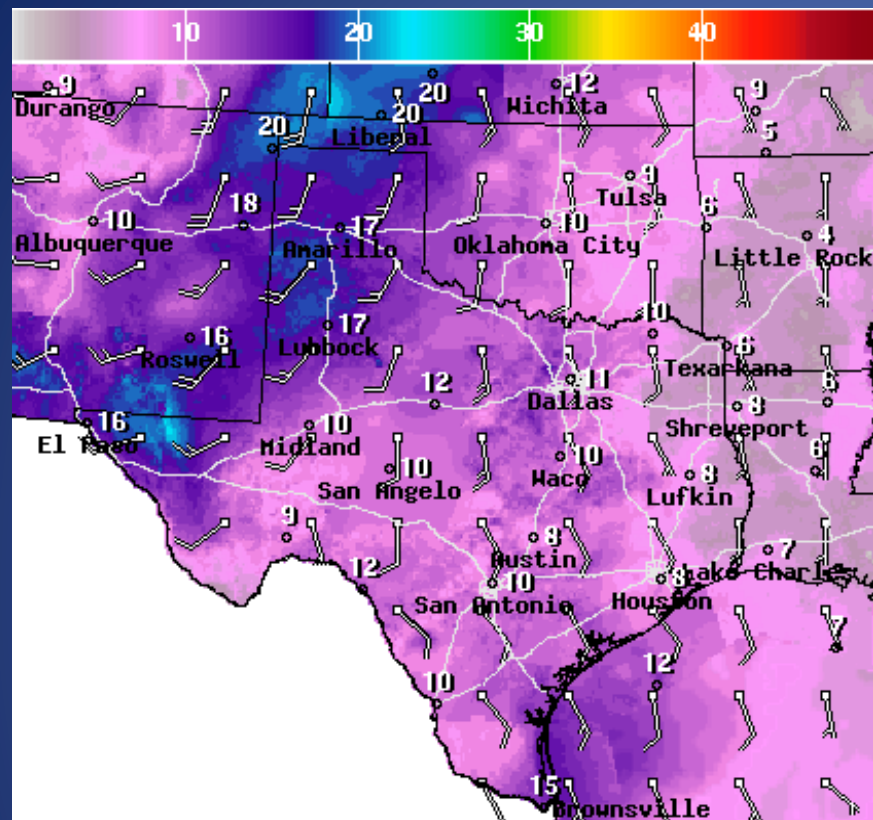 10 20 30 40
9
20
12
9
Durango
Wichita
20
Liberal
20
5
9
Tulsa
10
18
17
10
6
4
Albuquerque
Amarillo
Oklahoma City
Little Rock
16
17
10
Roswell
Lubbock
6
Texarkana
11
12
Dallas
8
6
16
10
Shreveport
El Paso
Midland
10
10
8
6
San Angelo
Waco
Lufkin
9
8
7
Austin
12
10
8
Lake Charles
San Antonio
Houston
7
12
10
15
Brownsville